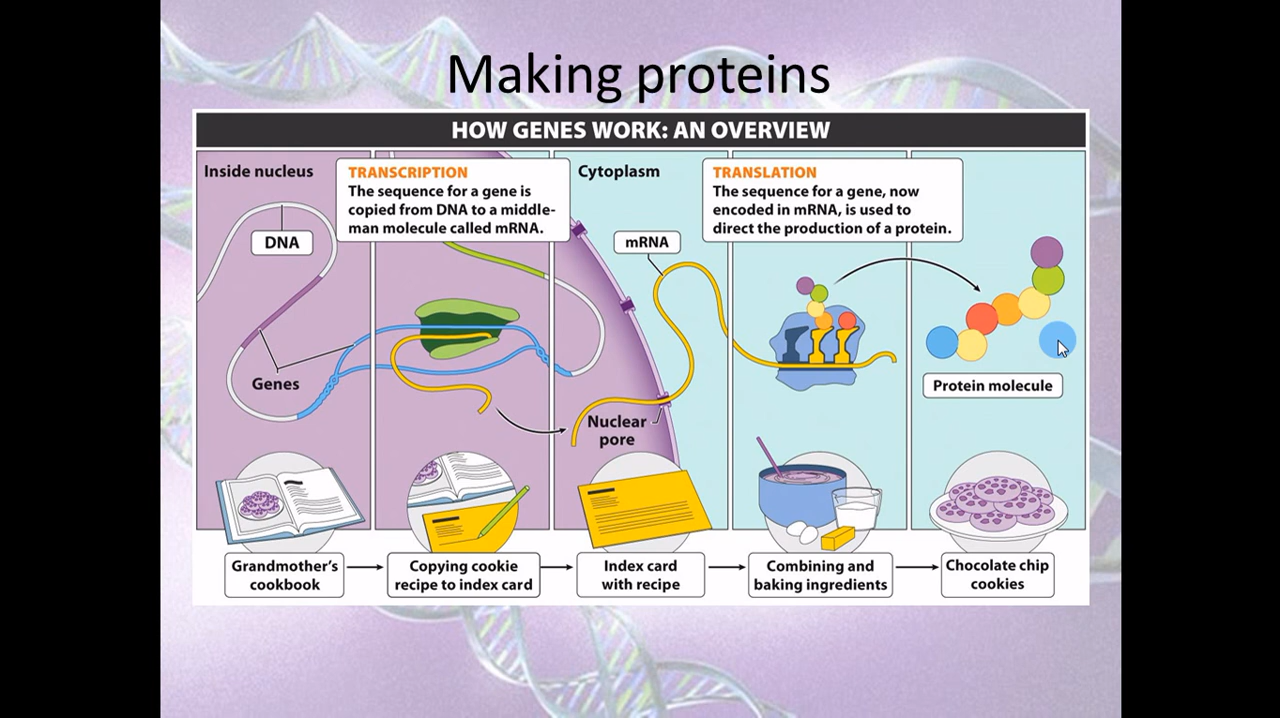 Making proteins
HOW GENES WORK: AN OVERVIEW
Inside nucleus
TRANSCRIPTION
The sequence for a gene is
copied from DNA to a middle-
man molecule called mRNA.
Cytoplasm
TRANSLATION
The sequence for a gene, now
encoded in mRNA, is used to
direct the production of a protein.
DNA
mRNA
Genes
Nuclear
pore
Protein molecule
Grandmother's
cookbook
Copying cookie
recipe to index card
Index card
with recipe
Combining and
baking ingredients
Chocolate chip
cookies